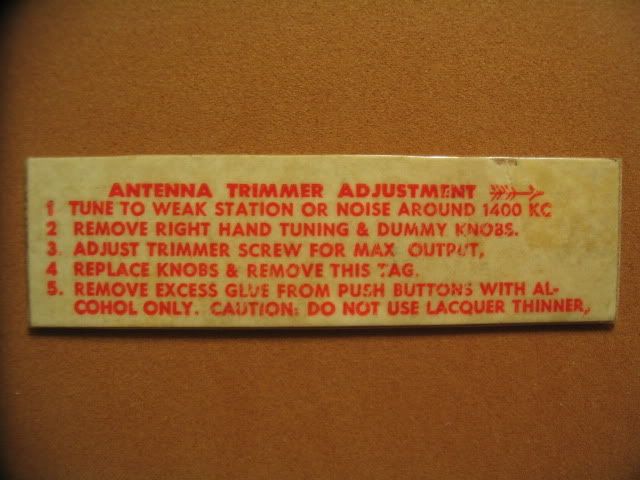 ANTENNA TRIMMER ADJUSTMENT
1 TUNE TO WEAK STATION OR NOISE AROUND 1400 KC
2 REMOVE RIGHT HAND TUNING & DUMMY KNOBS.
3. ADJUST TRIMMER SCREW FOR MAX OUTPUT,
4 REPLACE KNOBS & REMOVE THIS TAG.
5. REMOVE EXCESS GLUE FROM PUSH BUTTONS WITH AL-
COHOL ONLY. CAUTION: DO NOT USE LACQUER THINNER,